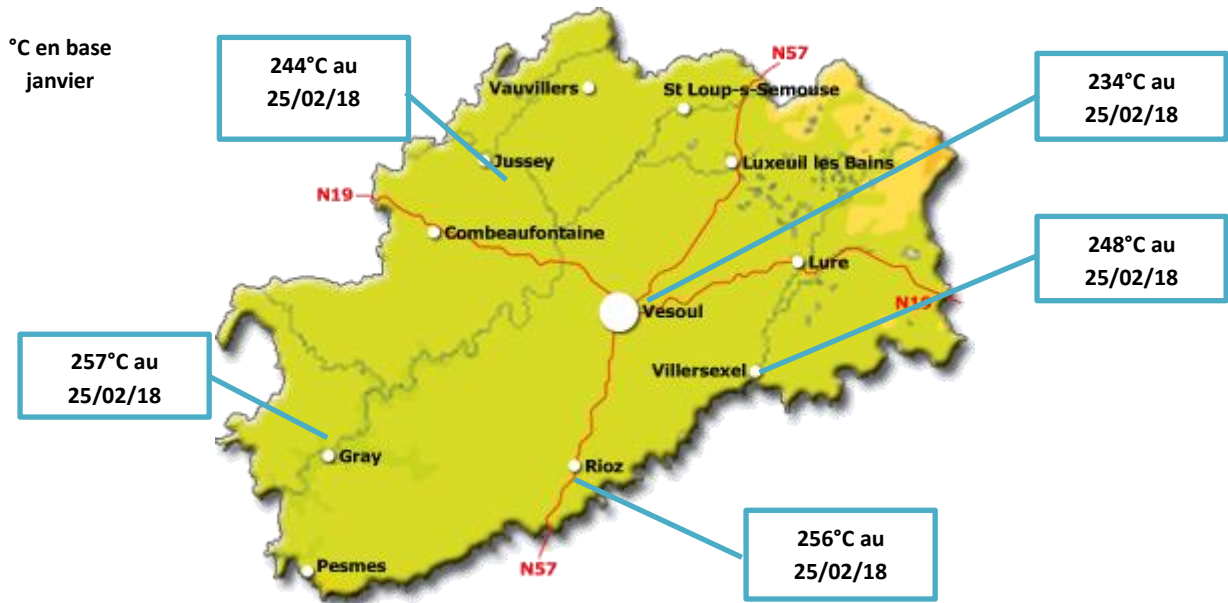 °C en base
janvier
244°C au
25/02/18
N57
234°C au
25/02/18
Vauvillers
St Loup-s-Semouse
Jussey
Luxeuil les Bains
N19
Combeaufontaine
Lure
248°C au
25/02/18
N19
Vesoul
257°C au
25/02/18
Villersexel
Gray
Rioz
256°C au
25/02/18
Pesmes
N57